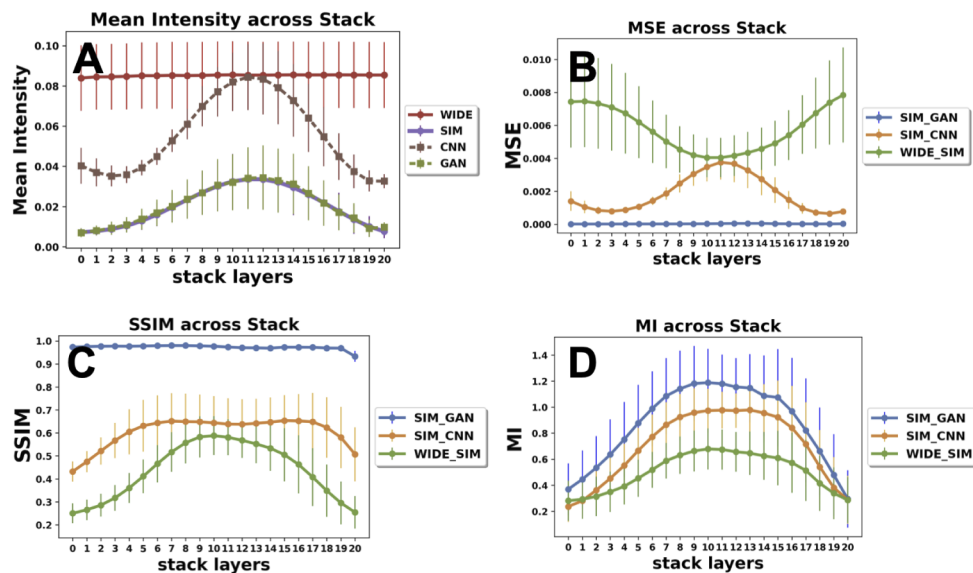 Mean Intensity across Stack
A
Mean Intensity
0.10
0.08
0.06
0.04
0.02
0.00
0 1 2 3 4 5 6 7 8 9 10 11 12 13 14 15 16 17 18 19 20
stack layers
WIDE
SIM
CNN
GAN
MSE across Stack
B
MSE
0.010
0.008
0.006
0.004
0.002
0.000
0 1 2 3 4 5 6 7 8 9 10 11 12 13 14 15 16 17 18 19 20
stack layers
SIM_GAN
SIM_CNN
WIDE_SIM
SSIM across Stack
C
SSIM
1.0
0.9
0.8
0.7
0.6
0.5
0.4
0.3
0.2
0 1 2 3 4 5 6 7 8 9 10 11 12 13 14 15 16 17 18 19 20
stack layers
SIM_GAN
SIM_CNN
WIDE_SIM
MI across Stack
D
MI
1.4
1.2
1.0
0.8
0.6
0.4
0.2
0 1 2 3 4 5 6 7 8 9 10 11 12 13 14 15 16 17 18 19 20
stack layers
SIM_GAN
SIM_CNN
WIDE_SIM